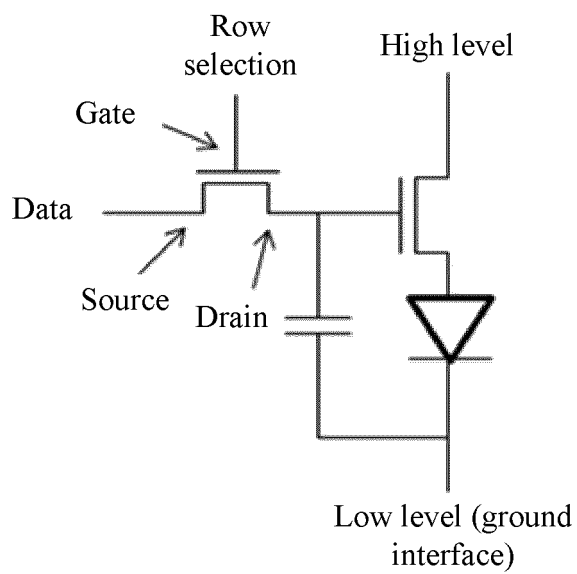 Row
selection
High level
Gate
Data
Source
Drain
Low level (ground
interface)